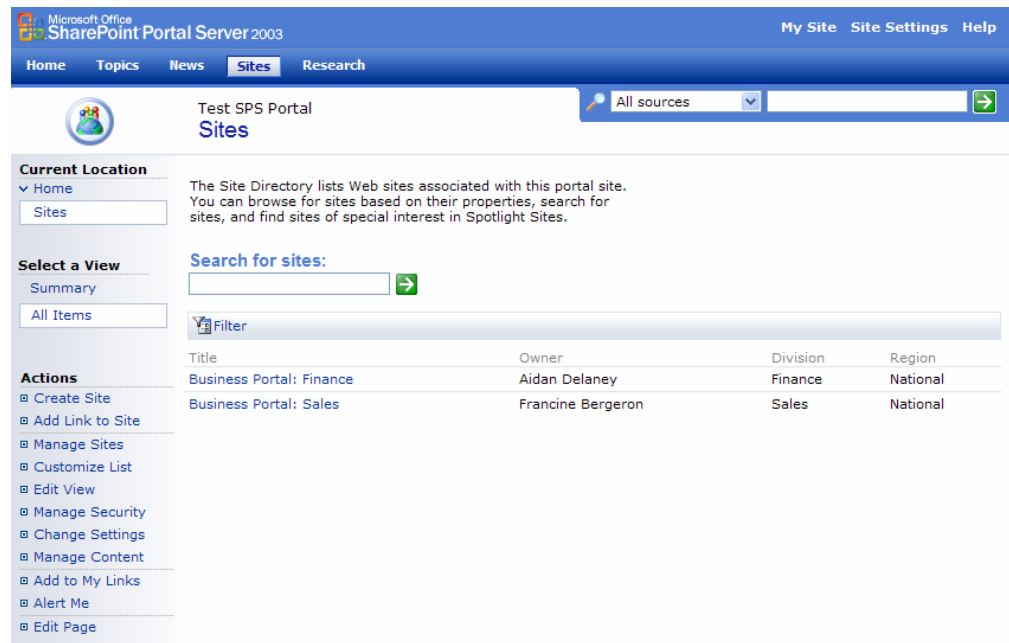 Microsoft Office
SharePoint Portal Server 2003
My Site Site Settings Help
Home Topics News Sites Research
All sources
Test SPS Portal
Sites
Current Location
Home
Sites
Select a View
Summary
All Items
Actions
Create Site
Add Link to Site
Manage Sites
Customize List
Edit View
Manage Security
Change Settings
Manage Content
Add to My Links
Alert Me
Edit Page
The Site Directory lists Web sites associated with this portal site.
You can browse for sites based on their properties, search for
sites, and find sites of special interest in Spotlight Sites.
Search for sites:
Filter
Title Owner Division Region
Business Portal: Finance Aidan Delaney Finance National
Business Portal: Sales Francine Bergeron Sales National